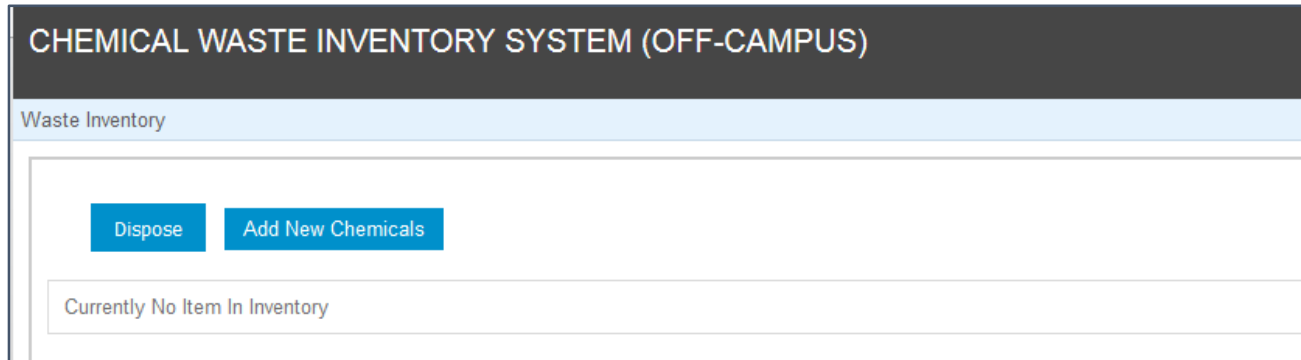 CHEMICAL WASTE INVENTORY SYSTEM (OFF-CAMPUS)
Waste Inventory
Dispose Add New Chemicals
Currently No Item In Inventory